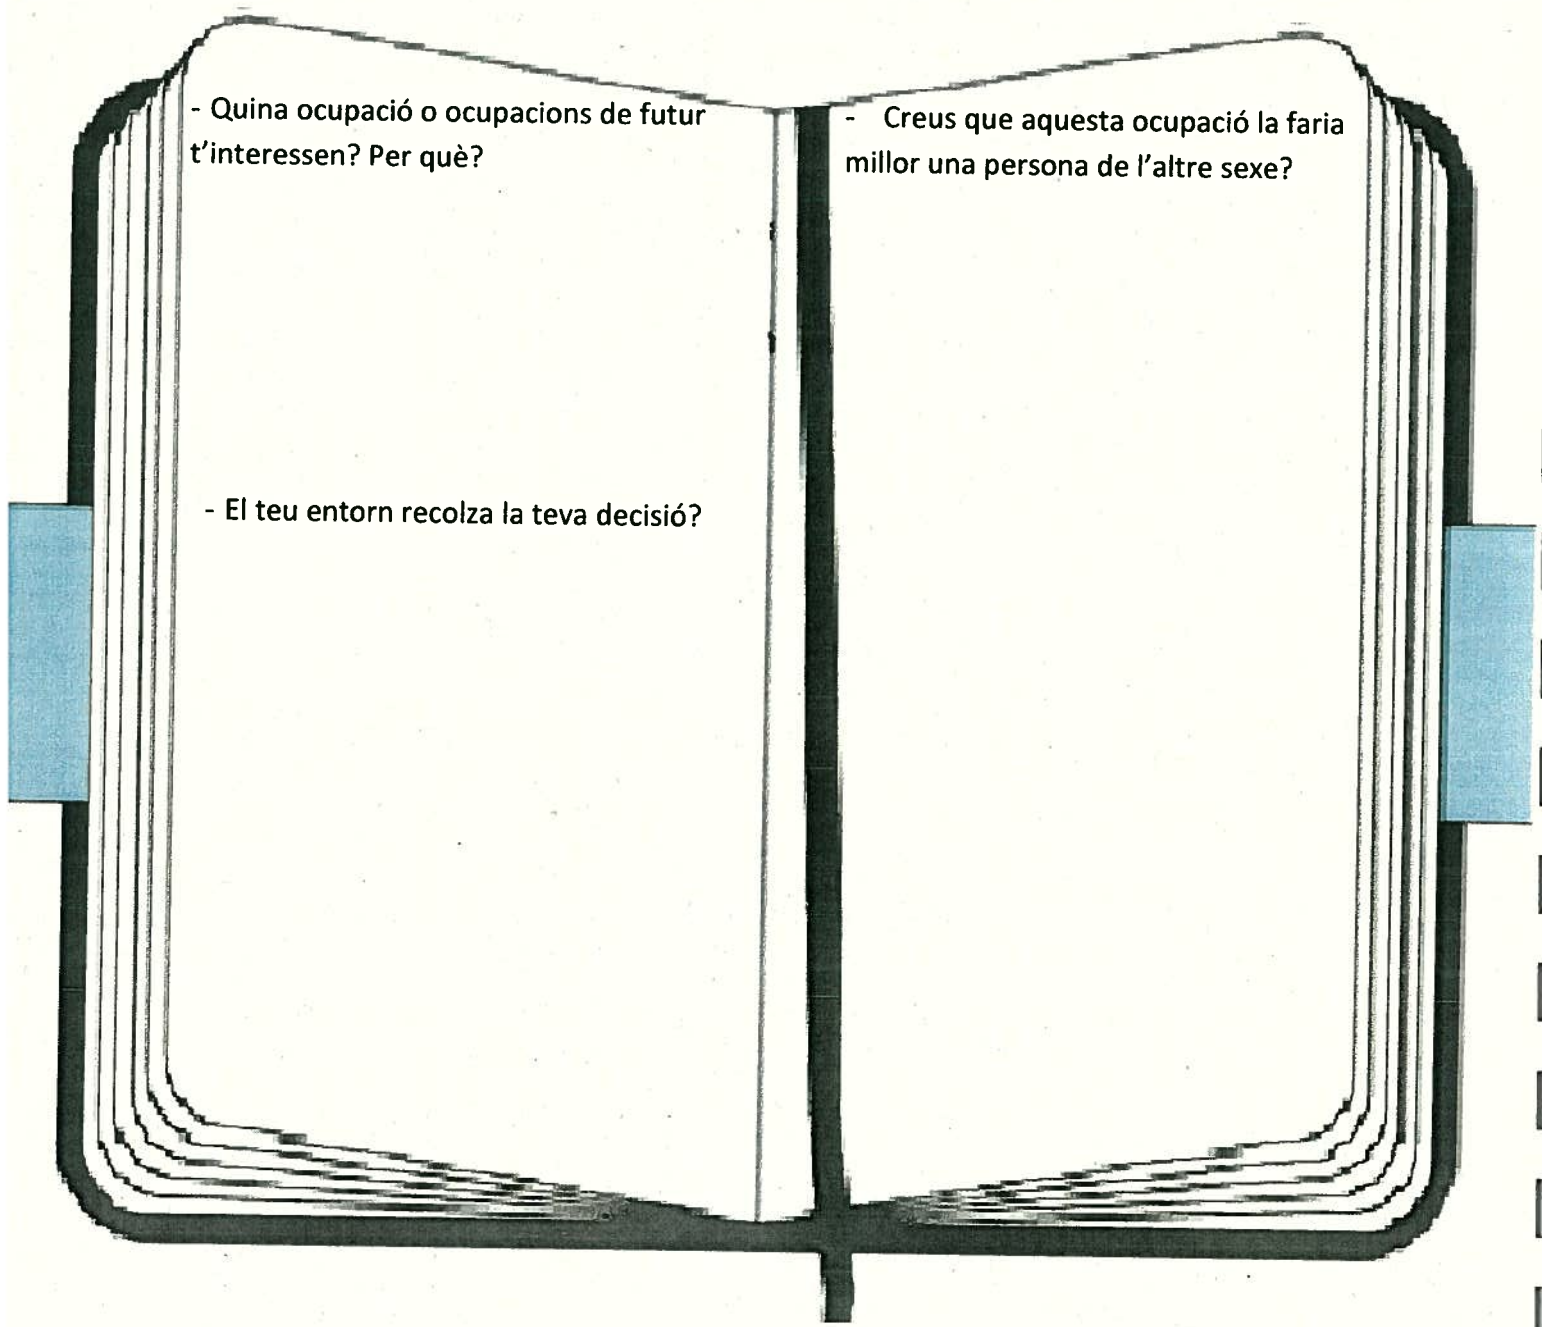 - Quina ocupació o ocupacions de futur
t'interessen? Per què?
- El teu entorn recolza la teva decisió?
- Creus que aquesta ocupació la faria
millor una persona de l'altre sexe?